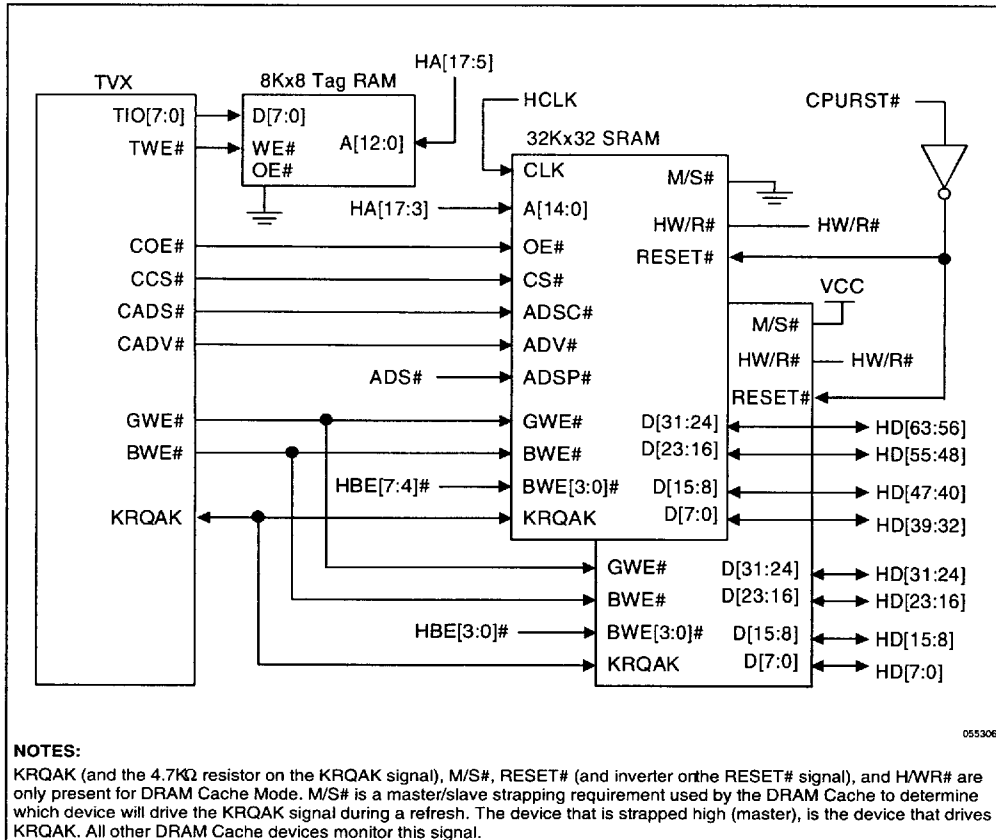 HA[17:5]
TVX
8Kx8 Tag RAM
TIO[7:0]
D[7:0]
TWE#
WE#
A[12:0]
OE#
HCLK
CPURST#
32Kx32 SRAM
CLK
M/S#
HA[17:3]
A[14:0]
HW/R#
HW/R#
COE#
OE#
RESET#
CCS#
CS#
VCC
CADS#
ADSC#
M/S#
CADV#
ADV#
HW/R#
HW/R#
ADS#
ADSP#
RESET#
GWE#
GWE#
D[31:24]
HD[63:56]
BWE#
BWE#
D[23:16]
HD[55:48]
HBE[7:4]#
BWE[3:0]#
D[15:8]
HD[47:40]
KRQAK
KRQAK
D[7:0]
HD[39:32]
GWE#
D[31:24]
HD[31:24]
BWE#
D[23:16]
HD[23:16]
HBE[3:0]#
BWE[3:0]#
D[15:8]
HD[15:8]
KRQAK
D[7:0]
HD[7:0]
055306
NOTES:
KRQAK (and the 4.7KΩ resistor on the KRQAK signal), M/S#, RESET# (and inverter onthe RESET# signal), and H/WR# are
only present for DRAM Cache Mode. M/S# is a master/slave strapping requirement used by the DRAM Cache to determine
which device will drive the KRQAK signal during a refresh. The device that is strapped high (master), is the device that drives
KRQAK. All other DRAM Cache devices monitor this signal.